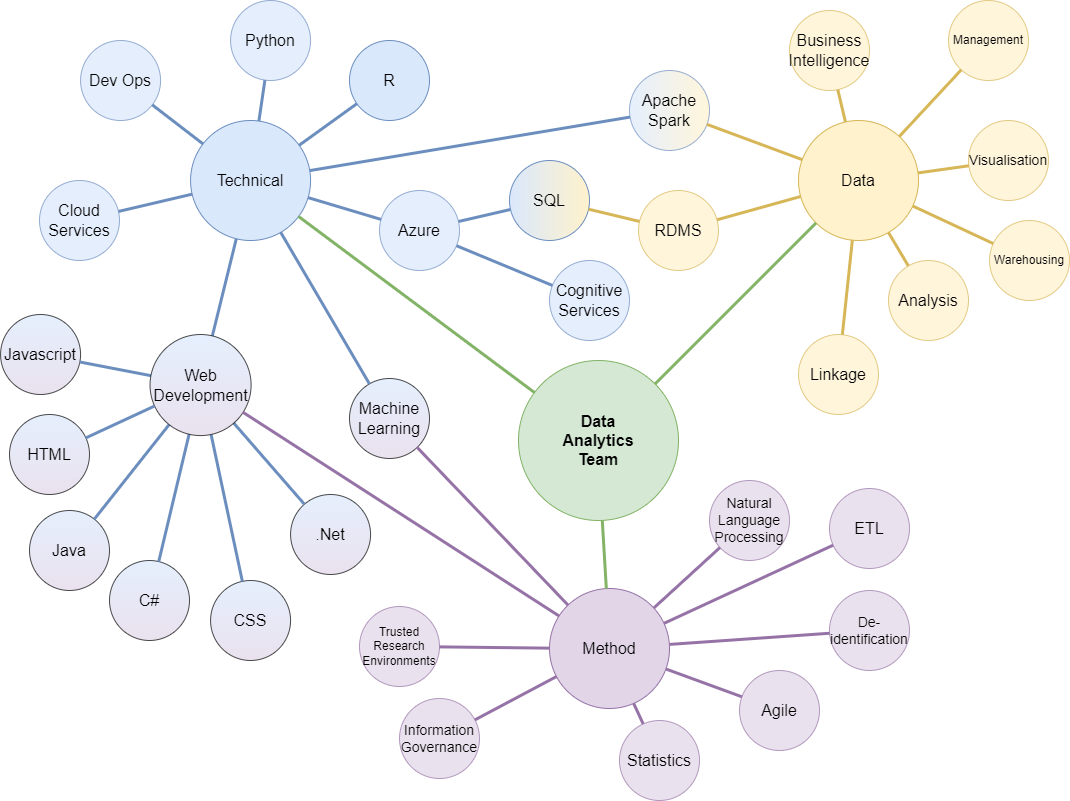 Python
Dev Ops
R
Technical
Cloud
Services
Apache
Spark
Azure
SQL
RDMS
Cognitive
Services
Business
Intelligence
Management
Data
Visualisation
Warehousing
Analysis
Linkage
Javascript
Web
Development
Machine
Learning
HTML
Java
C#
CSS
.Net
Data
Analytics
Team
Natural
Language
Processing
ETL
De-
identification
Method
Trusted
Research
Environments
Information
Governance
Statistics
Agile